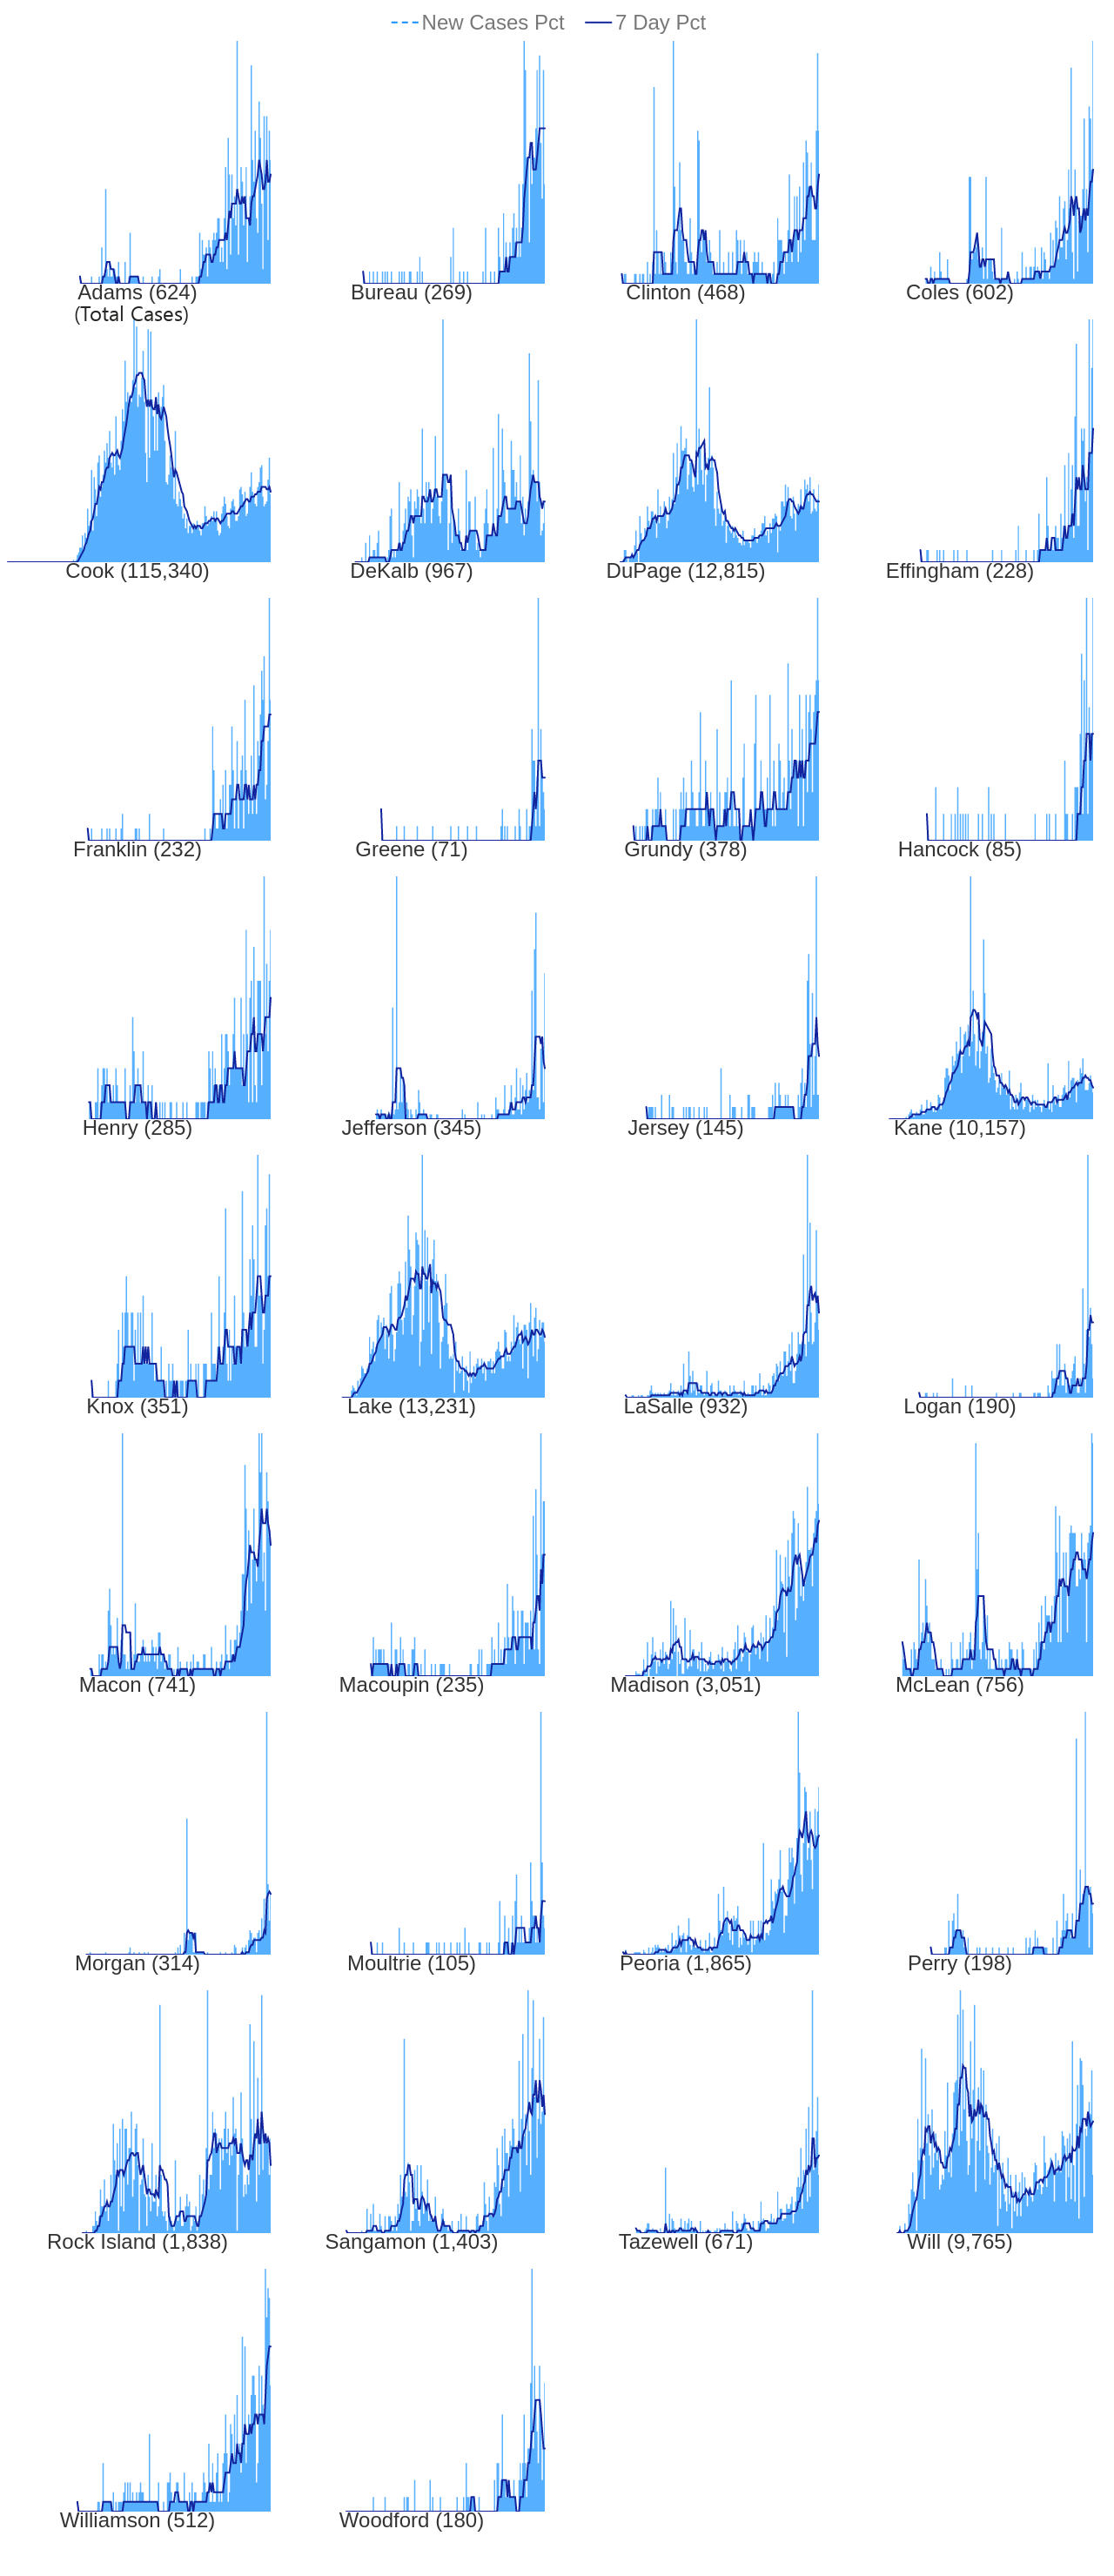 New Cases Pct 7 Day Pct
Adams (624) Bureau (269) Clinton (468) Coles (602)
(Total Cases)
Cook (115,340) DeKalb (967) DuPage (12,815) Effingham (228)
Franklin (232) Greene (71) Grundy (378) Hancock (85)
Henry (285) Jefferson (345) Jersey (145) Kane (10,157)
Knox (351) Lake (13,231) LaSalle (932) Logan (190)
Macon (741) Macoupin (235) Madison (3,051) McLean (756)
Morgan (314) Moultrie (105) Peoria (1,865) Perry (198)
Rock Island (1,838) Sangamon (1,403) Tazewell (671) Will (9,765)
Williamson (512) Woodford (180)